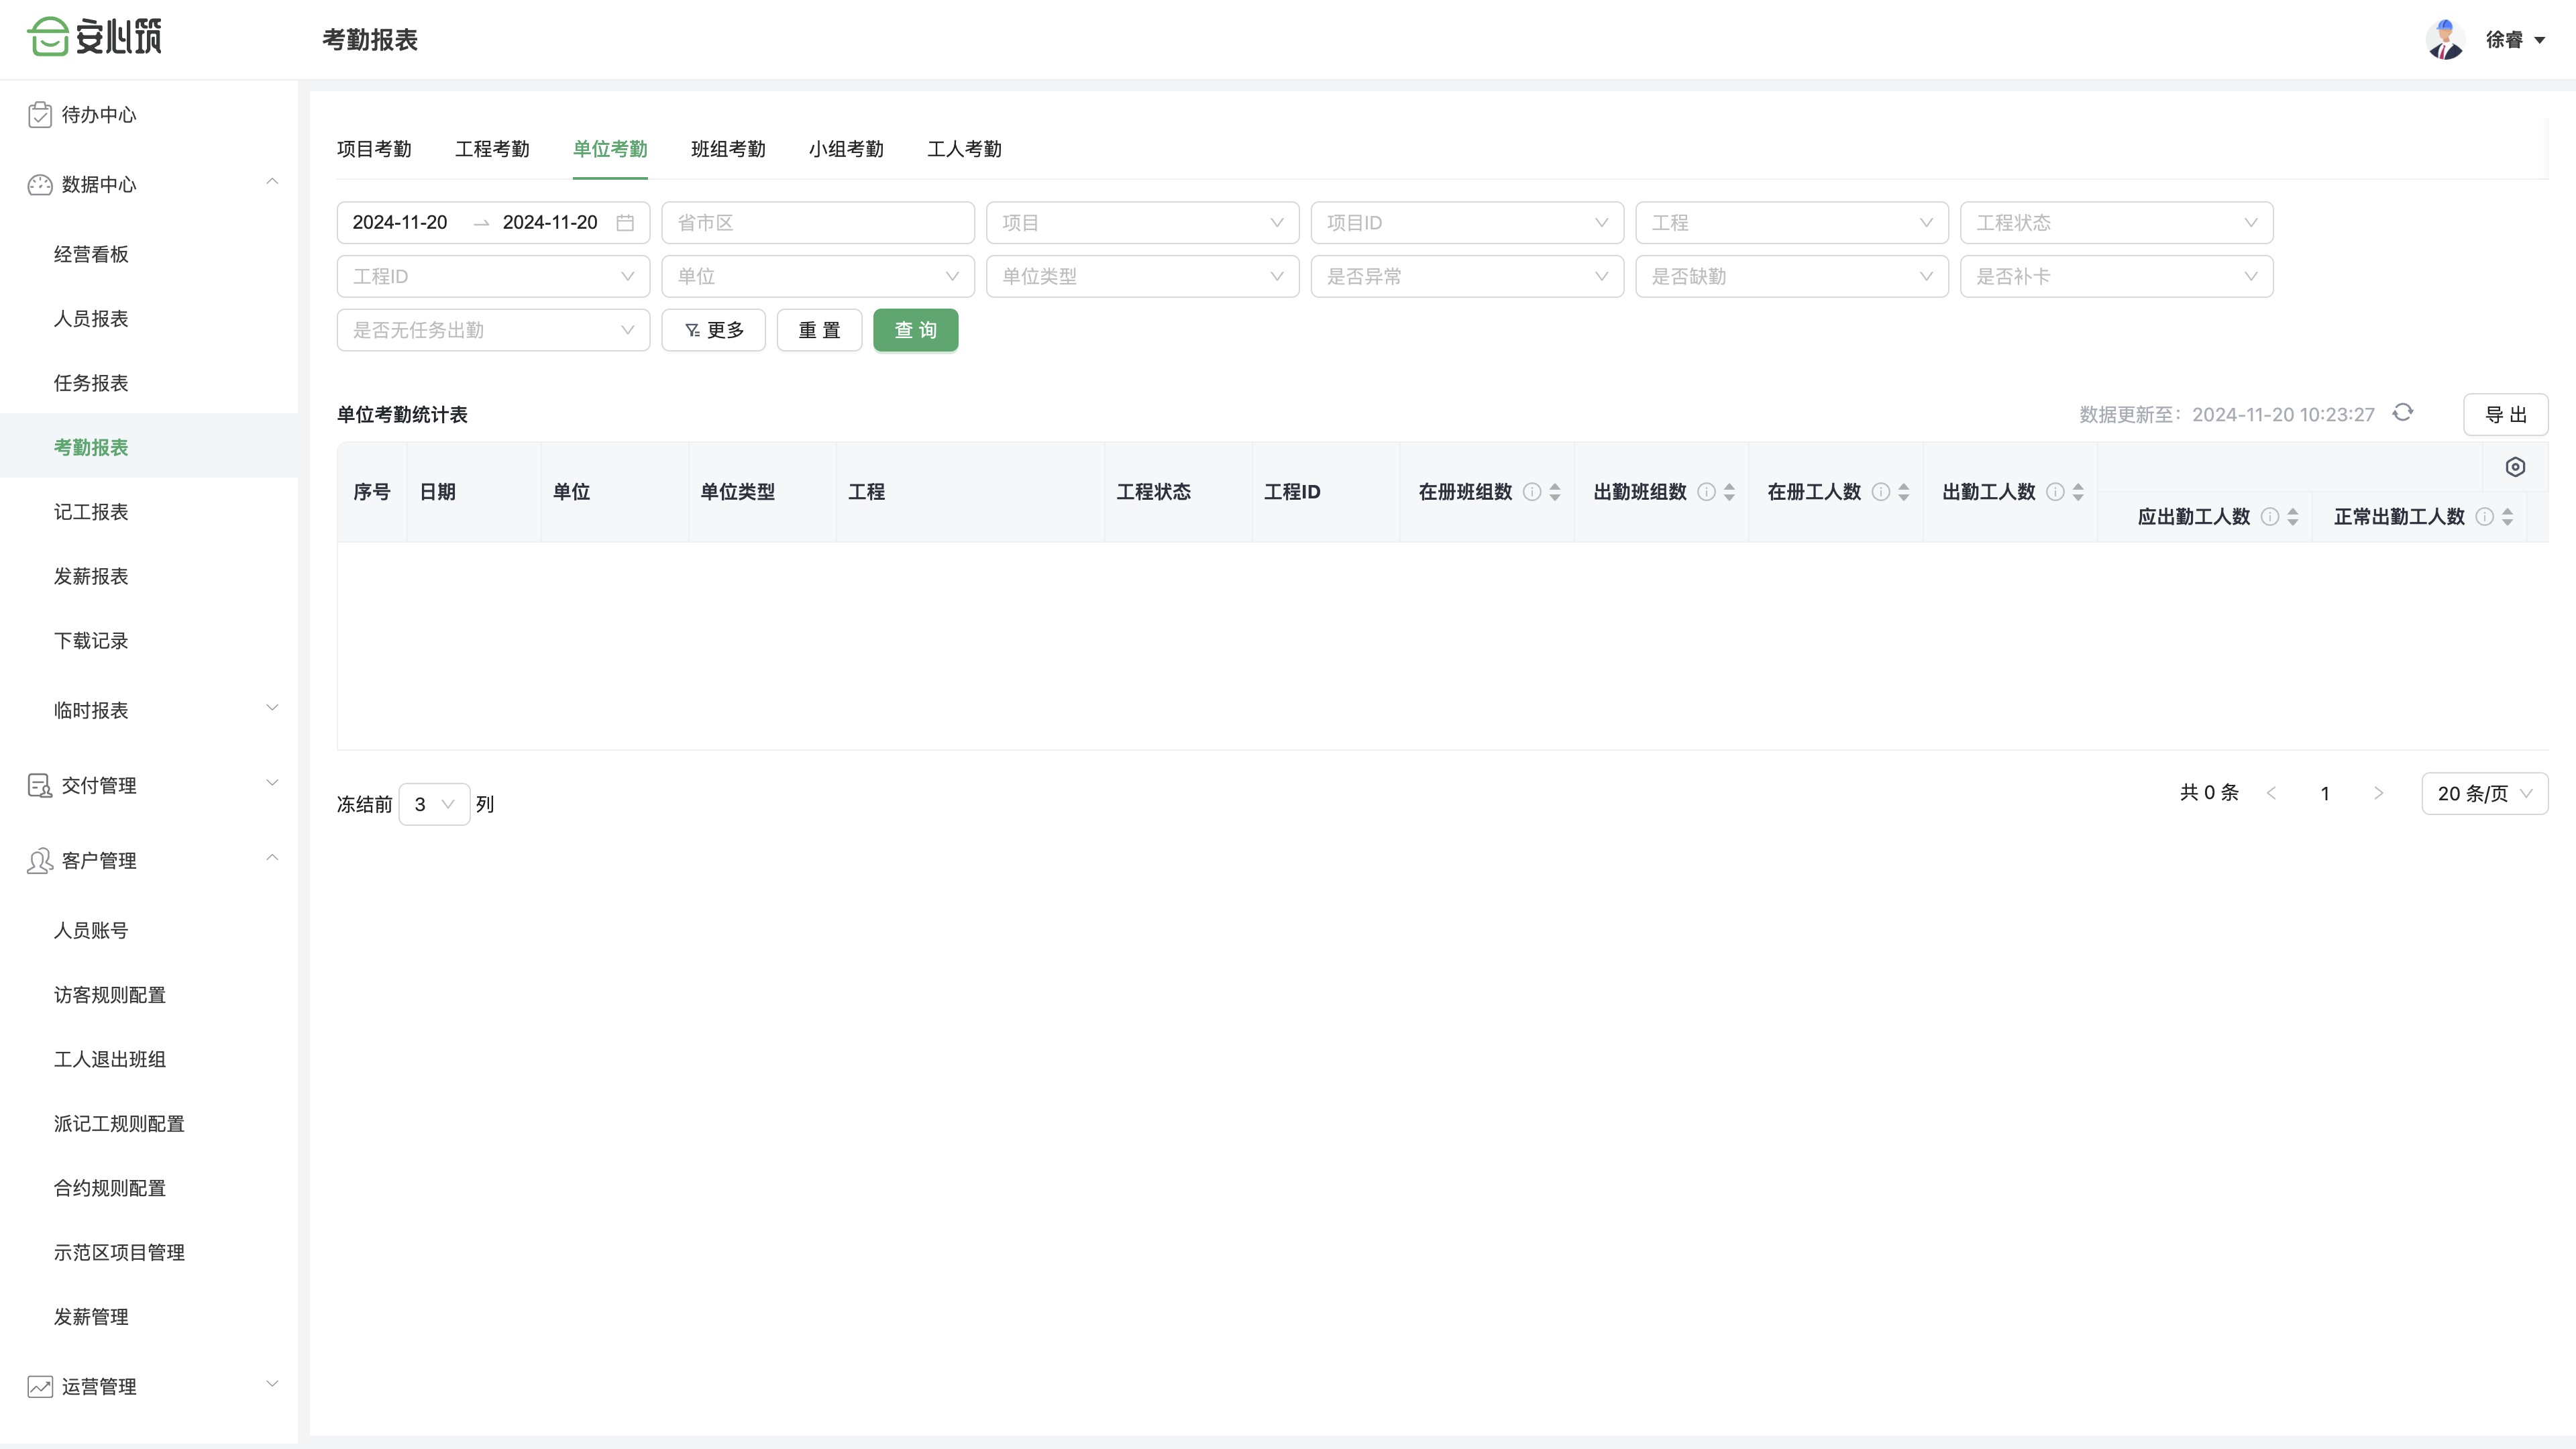 安心筑
考勤报表
徐睿
待办中心
数据中心
经营看板
人员报表
任务报表
考勤报表
记工报表
发薪报表
下载记录
临时报表
交付管理
客户管理
人员账号
访客规则配置
工人退出班组
派记工规则配置
合约规则配置
示范区项目管理
发薪管理
运营管理
项目考勤 工程考勤 单位考勤 班组考勤 小组考勤 工人考勤
2024-11-20 → 2024-11-20 省市区 项目 项目ID 工程 工程状态
工程ID 单位 单位类型 是否异常 是否缺勤 是否补卡
是否无任务出勤 更多 重 置 查 询
单位考勤统计表 数据更新至：2024-11-20 10:23:27 导 出
序号 日期 单位 单位类型 工程 工程状态 工程ID 在册班组数 出勤班组数 在册工人数 出勤工人数
应出勤工人数 正常出勤工人数
冻结前 3 列 共 0 条 < 1 > 20 条/页